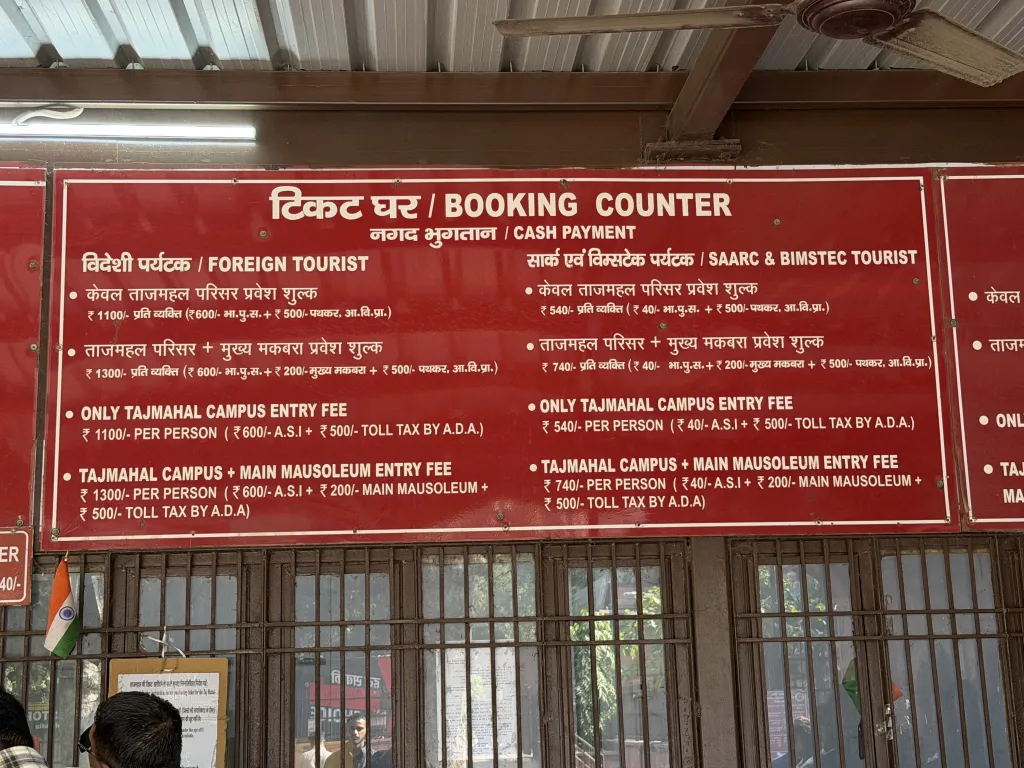 टिकट घर / BOOKING COUNTER
नगद भुगतान / CASH PAYMENT
विदेशी पर्यटक / FOREIGN TOURIST
• केवल ताजमहल परिसर प्रवेश शुल्क
₹ 1100/- प्रति व्यक्ति (₹600/- भा.पु.स. + ₹ 500/- पथकर, आ.वि.प्रा.)
• ताजमहल परिसर + मुख्य मकबरा प्रवेश शुल्क
₹ 1300/- प्रति व्यक्ति (₹ 600/- भा.पु.स.+ ₹ 200/- मुख्य मकबरा + ₹ 500/- पथकर, आ.वि.प्रा.)
• ONLY TAJMAHAL CAMPUS ENTRY FEE
₹ 1100/- PER PERSON ( ₹600/- A.S.I + ₹500/- TOLL TAX BY A.D.A.)
• TAJMAHAL CAMPUS + MAIN MAUSOLEUM ENTRY FEE
₹ 1300/- PER PERSON ( ₹600/- A.S.I + ₹ 200/- MAIN MAUSOLEUM +
₹ 500/- TOLL TAX BY A.D.A)
सार्क एवं विम्सटेक पर्यटक / SAARC & BIMSTEC TOURIST
• केवल ताजमहल परिसर प्रवेश शुल्क
₹ 540/- प्रति व्यक्ति ( ₹ 40/- भा.पु.स. + ₹ 500/- पथकर, आ.वि.प्रा.)
• ताजमहल परिसर + मुख्य मकबरा प्रवेश शुल्क
₹ 740/- प्रति व्यक्ति (₹ 40/- भा.पु.स.+ ₹ 200/- मुख्य मकबरा + ₹ 500/- पथकर, आ.वि.प्रा.)
• ONLY TAJMAHAL CAMPUS ENTRY FEE
₹ 540/- PER PERSON ( ₹ 40/- A.S.I + ₹ 500/- TOLL TAX BY A.D.A.)
• TAJMAHAL CAMPUS + MAIN MAUSOLEUM ENTRY FEE
₹ 740/- PER PERSON ( ₹40/- A.S.I + ₹ 200/- MAIN MAUSOLEUM +
₹ 500/- TOLL TAX BY A.D.A)
• केवल
•
• 
•
MA
ER
40/-